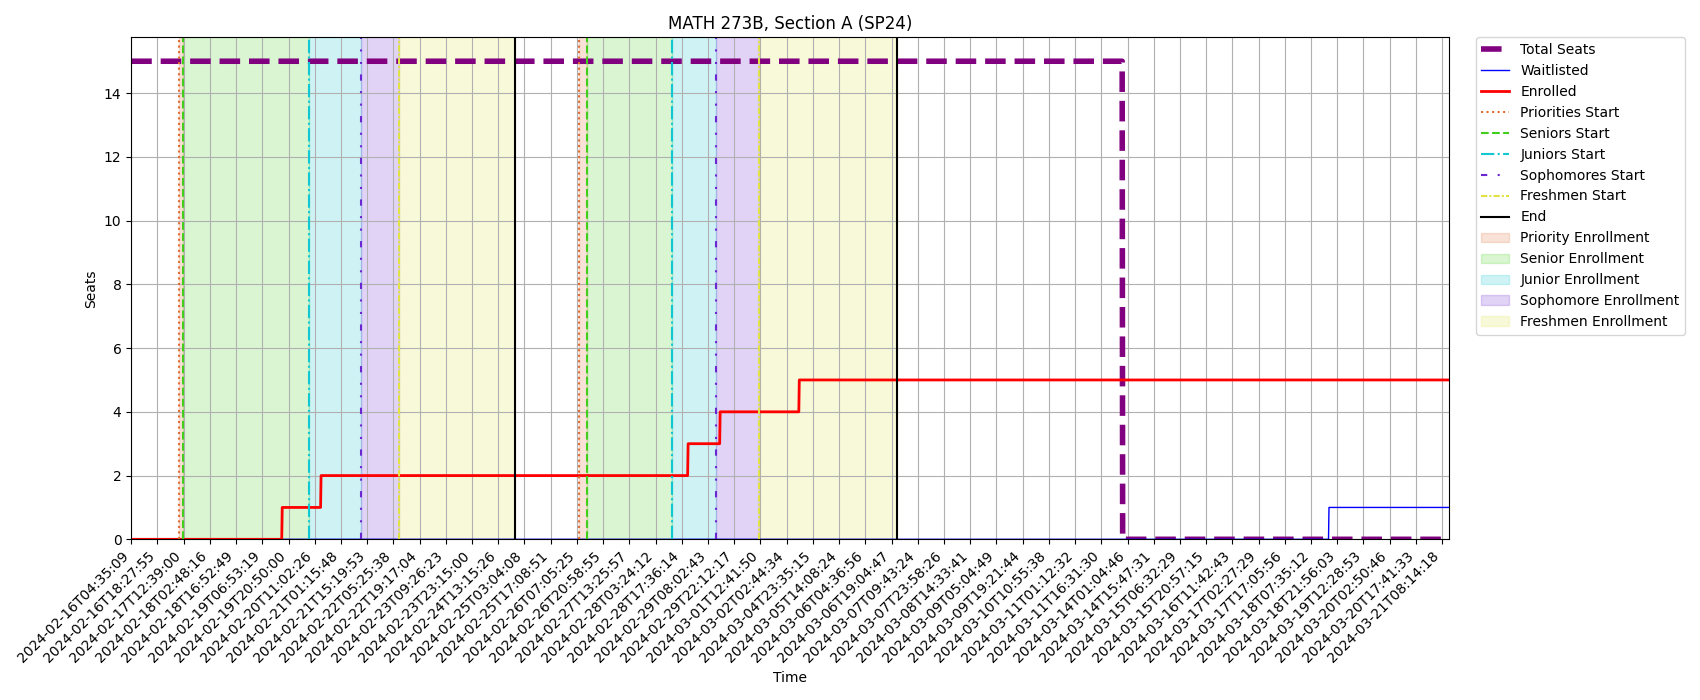 MATH 273B, Section A (SP24)
Seats
14
12
10
8
6
4
2
0
2024-02-16T04:35:09
2024-02-16T18:27:55
2024-02-17T12:39:00
2024-02-18T02:48:16
2024-02-18T16:52:49
2024-02-19T06:53:19
2024-02-19T20:50:00
2024-02-20T11:02:26
2024-02-21T01:15:48
2024-02-21T15:19:53
2024-02-22T05:25:38
2024-02-22T19:17:04
2024-02-23T09:26:23
2024-02-23T23:15:00
2024-02-24T13:15:26
2024-02-25T03:04:08
2024-02-25T17:08:51
2024-02-26T07:05:25
2024-02-26T20:58:55
2024-02-27T13:25:57
2024-02-28T03:24:12
2024-02-28T17:36:14
2024-02-29T08:02:43
2024-02-29T22:12:17
2024-03-01T12:41:50
2024-03-02T02:44:34
2024-03-04T23:35:15
2024-03-05T14:08:24
2024-03-06T04:36:56
2024-03-06T19:04:47
2024-03-07T09:43:24
2024-03-07T23:58:26
2024-03-08T14:33:41
2024-03-09T05:04:49
2024-03-09T19:21:44
2024-03-10T10:55:38
2024-03-11T01:12:32
2024-03-11T16:31:30
2024-03-14T01:04:46
2024-03-14T15:47:31
2024-03-15T06:32:29
2024-03-15T20:57:15
2024-03-16T11:42:43
2024-03-17T02:27:29
2024-03-17T17:05:56
2024-03-18T07:35:12
2024-03-18T21:56:03
2024-03-19T12:28:53
2024-03-20T02:50:46
2024-03-20T17:41:33
2024-03-21T08:14:18
Time
Total Seats
Waitlisted
Enrolled
Priorities Start
Seniors Start
Juniors Start
Sophomores Start
Freshmen Start
End
Priority Enrollment
Senior Enrollment
Junior Enrollment
Sophomore Enrollment
Freshmen Enrollment